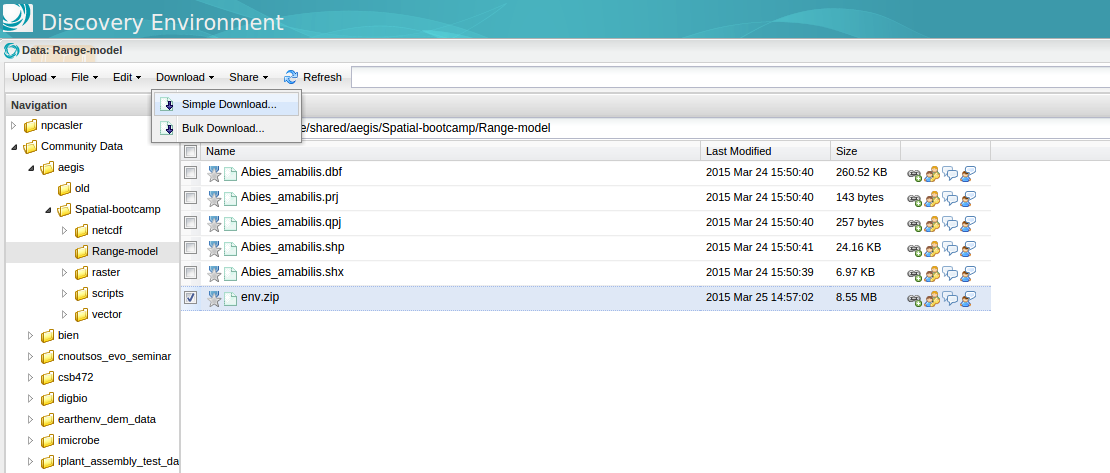 Discovery Environment
Data: Range-model
Upload File Edit Download Share Refresh
Simple Download...
Bulk Download...
Navigation
e/shared/aegis/Spatial-bootcamp/Range-model
npcasler
Community Data
aegis
old
Spatial-bootcamp
netcdf
Range-model
raster
scripts
vector
bien
cnoutsos_evo_seminar
csb472
digbio
earthenv_dem_data
imicrobe
iplant_assembly_test_da
Name Last Modified Size
Abies_amabilis.dbf 2015 Mar 24 15:50:40 260.52 KB
Abies_amabilis.prj 2015 Mar 24 15:50:40 143 bytes
Abies_amabilis.qpj 2015 Mar 24 15:50:40 257 bytes
Abies_amabilis.shp 2015 Mar 24 15:50:41 24.16 KB
Abies_amabilis.shx 2015 Mar 24 15:50:39 6.97 KB
env.zip 2015 Mar 25 14:57:02 8.55 MB